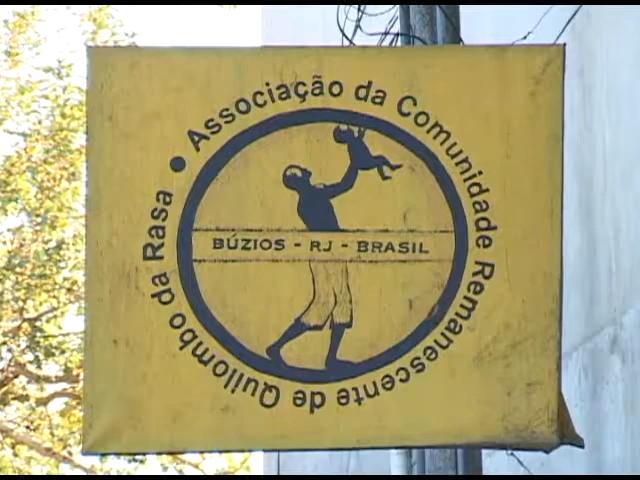 Associação da Comunidade Remanescente de Quilombo da Rasa
BÚZIOS - RJ - BRASIL